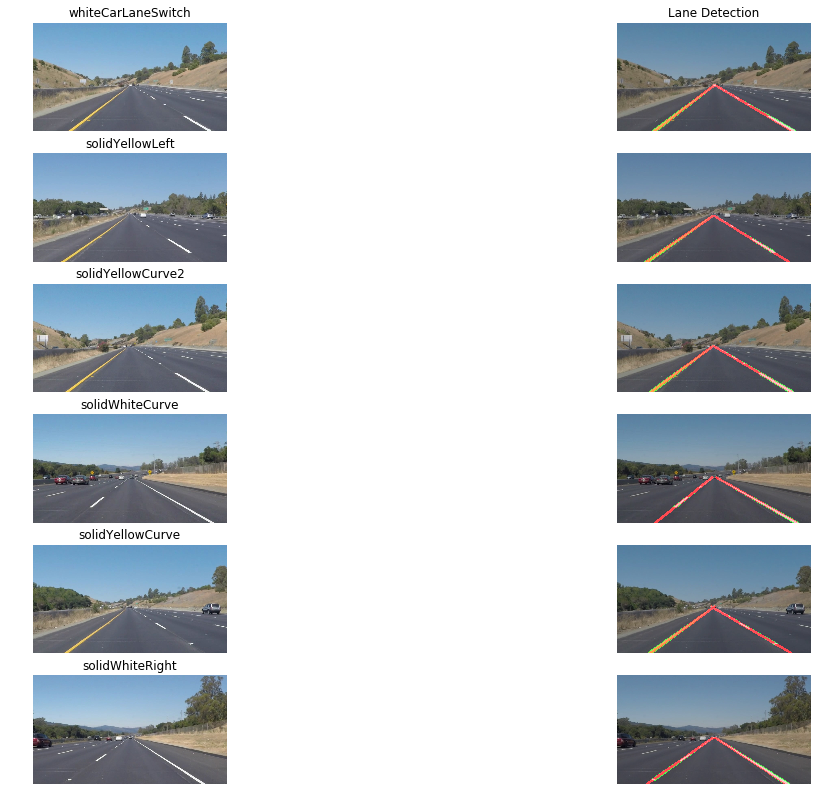 whiteCarLaneSwitch
Lane Detection
solidYellowLeft
solidYellowCurve2
solidWhiteCurve
solidYellowCurve
solidWhiteRight